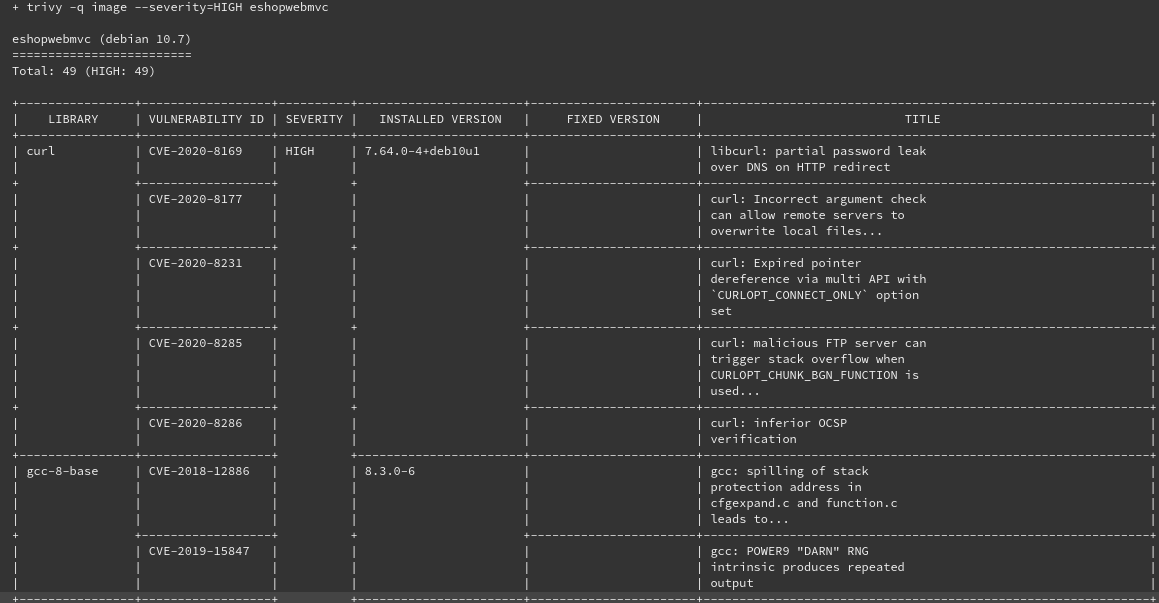 + trivy -q image --severity=HIGH eshopwebmvc
eshopwebmvc (debian 10.7)
=========================
Total: 49 (HIGH: 49)
+----------------+------------------+----------+-----------------------+-----------------------+--------------------------------------------------------------+
| LIBRARY | VULNERABILITY ID | SEVERITY | INSTALLED VERSION | FIXED VERSION | TITLE |
| curl | CVE-2020-8169 | HIGH | 7.64.0-4+deb10u1 | | libcurl: partial password leak |
| | | | | | over DNS on HTTP redirect |
| | CVE-2020-8177 | | | | curl: Incorrect argument check |
| | | | | | can allow remote servers to |
| | | | | | overwrite local files... |
| | CVE-2020-8231 | | | | curl: Expired pointer |
| | | | | | dereference via multi API with |
| | | | | | `CURLOPT_CONNECT_ONLY` option |
| | | | | | set |
| | CVE-2020-8285 | | | | curl: malicious FTP server can |
| | | | | | trigger stack overflow when |
| | | | | | CURLOPT_CHUNK_BGN_FUNCTION is |
| | | | | | used... |
| | CVE-2020-8286 | | | | curl: inferior OCSP |
| | | | | | verification |
| gcc-8-base | CVE-2018-12886 | | 8.3.0-6 | | gcc: spilling of stack |
| | | | | | protection address in |
| | | | | | cfgexpand.c and function.c |
| | | | | | leads to... |
| | CVE-2019-15847 | | | | gcc: POWER9 "DARN" RNG |
| | | | | | intrinsic produces repeated |
| | | | | | output |